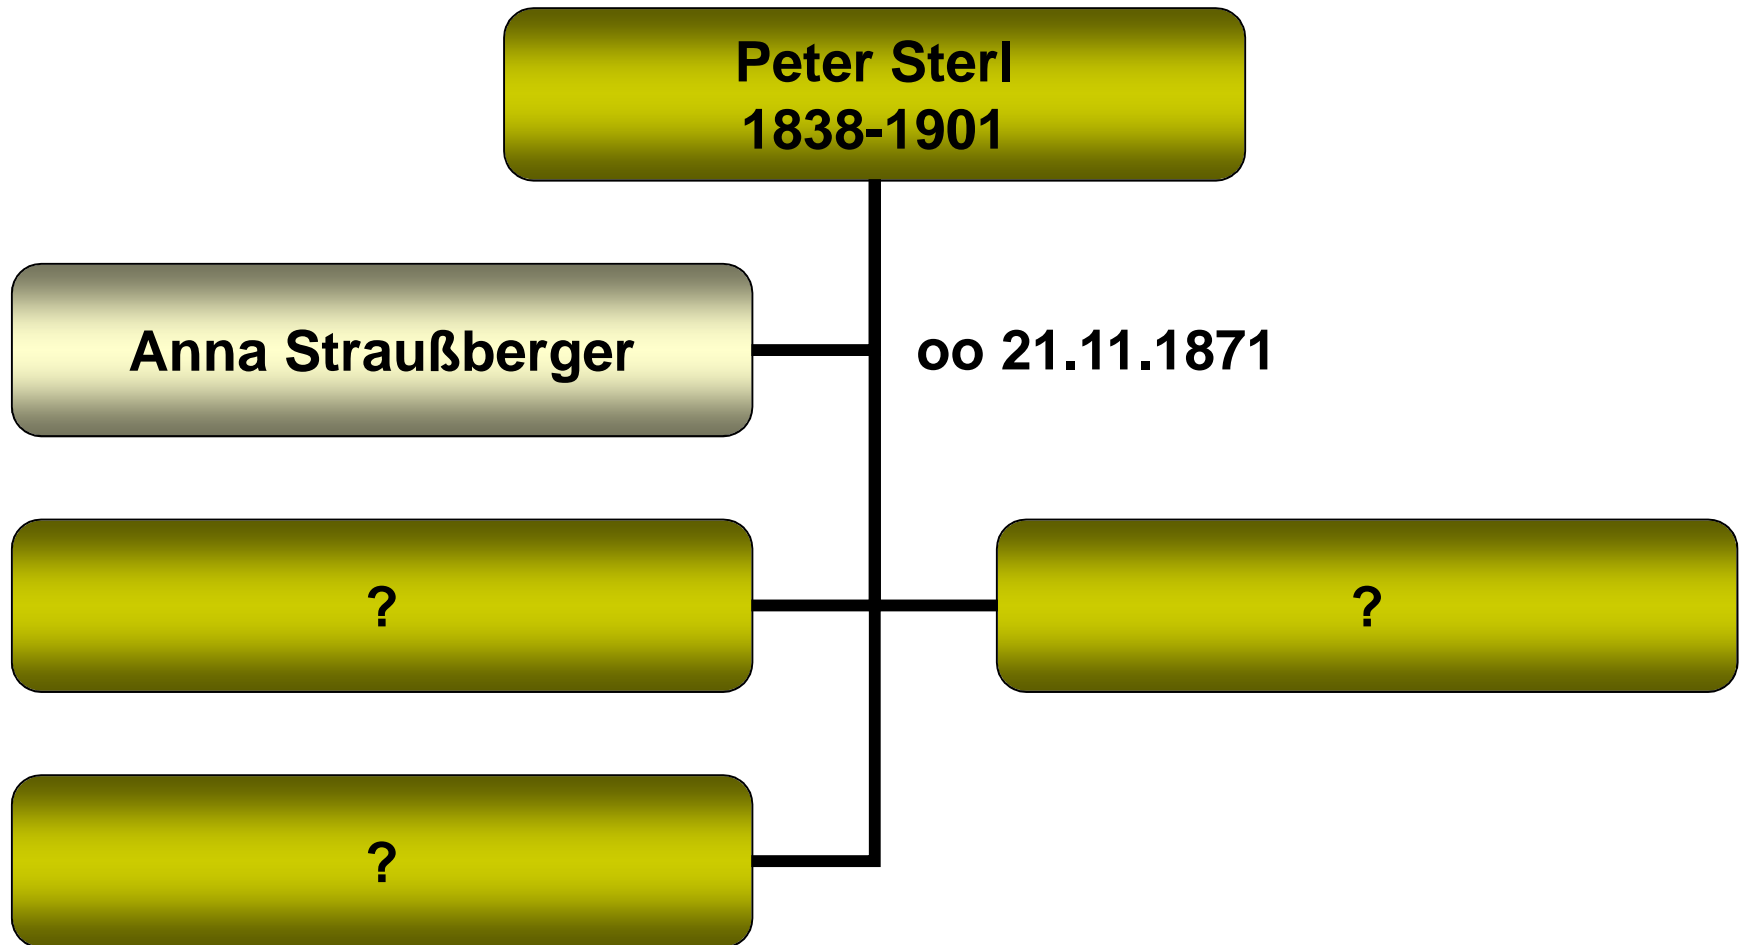 Peter Sterl
1838-1901
Anna Straußberger
oo 21.11.1871
?
?
?